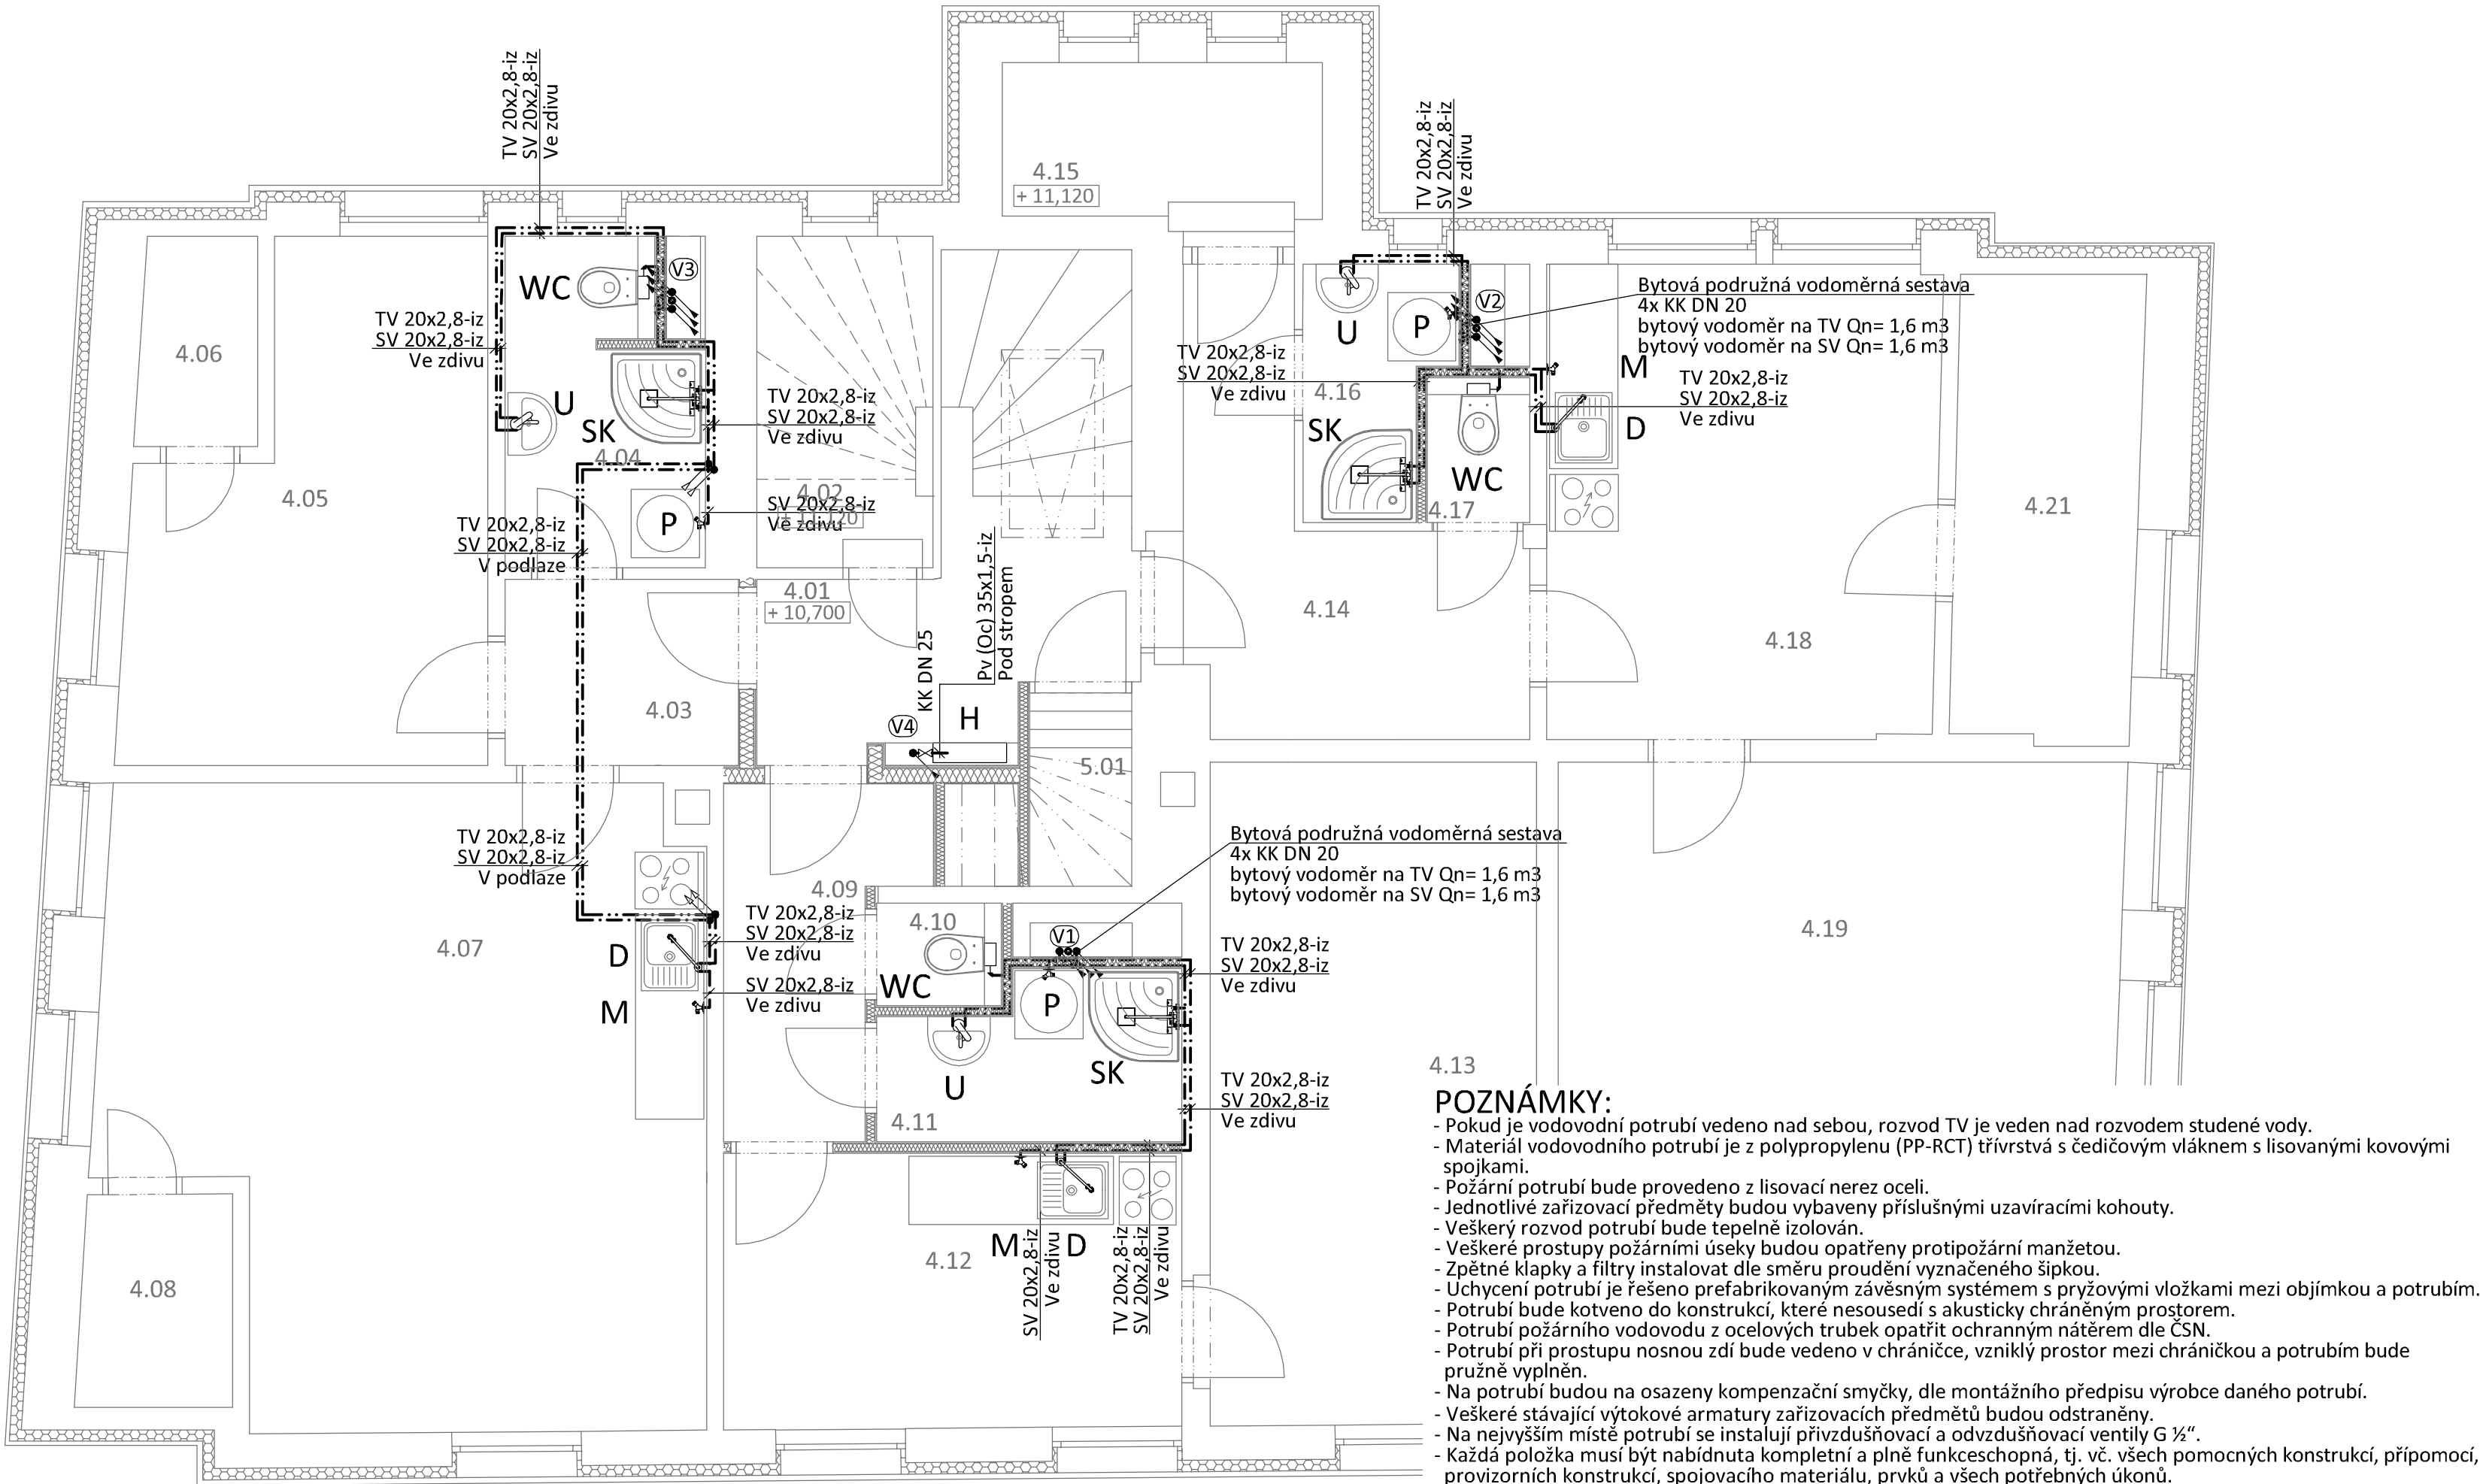 TV 20x2,8-iz
SV 20x2,8-iz
Ve zdivu
TV 20x2,8-iz
SV 20x2,8-iz
Ve zdivu
4.15
+ 11,120
WC
V3
TV 20x2,8-iz
SV 20x2,8-iz
Ve zdivu
4.06
U
SK
4.04
TV 20x2,8-iz
SV 20x2,8-iz
Ve zdivu
4.05
4.02
SV 20x2,8-iz
Ve zdivu
P
TV 20x2,8-iz
SV 20x2,8-iz
V podlaze
U
P
V2
Bytová podružná vodoměrná sestava
4x KK DN 20
bytový vodoměr na TV Qn= 1,6 m3
bytový vodoměr na SV Qn= 1,6 m3
TV 20x2,8-iz
SV 20x2,8-iz
Ve zdivu
4.16
M
TV 20x2,8-iz
SV 20x2,8-iz
Ve zdivu
SK
D
WC
4.17
4.21
4.01
+ 10,700
KK DN 25
Pv (Oc) 35x1,5-iz
Pod stropem
4.14
4.18
4.03
V4
H
5.01
TV 20x2,8-iz
SV 20x2,8-iz
V podlaze
4.07
D
M
TV 20x2,8-iz
SV 20x2,8-iz
Ve zdivu
SV 20x2,8-iz
Ve zdivu
4.09
4.10
WC
V1
Bytová podružná vodoměrná sestava
4x KK DN 20
bytový vodoměr na TV Qn= 1,6 m3
bytový vodoměr na SV Qn= 1,6 m3
TV 20x2,8-iz
SV 20x2,8-iz
Ve zdivu
P
U
SK
4.11
TV 20x2,8-iz
SV 20x2,8-iz
Ve zdivu
4.19
4.13
4.08
4.12
M
D
SV 20x2,8-iz
Ve zdivu
TV 20x2,8-iz
SV 20x2,8-iz
Ve zdivu
POZNÁMKY:
- Pokud je vodovodní potrubí vedeno nad sebou, rozvod TV je veden nad rozvodem studené vody.
- Materiál vodovodního potrubí je z polypropylenu (PP-RCT) třívrstvá s čedičovým vláknem s lisovanými kovovými
spojkami.
- Požární potrubí bude provedeno z lisovací nerez oceli.
- Jednotlivé zařizovací předměty budou vybaveny příslušnými uzavíracími kohouty.
- Veškerý rozvod potrubí bude tepelně izolován.
- Veškeré prostupy požárními úseky budou opatřeny protipožární manžetou.
- Zpětné klapky a filtry instalovat dle směru proudění vyznačeného šipkou.
- Uchycení potrubí je řešeno prefabrikovaným závěsným systémem s pryžovými vložkami mezi objímkou a potrubím.
- Potrubí bude kotveno do konstrukcí, které nesousedí s akusticky chráněným prostorem.
- Potrubí požárního vodovodu z ocelových trubek opatřit ochranným nátěrem dle ČSN.
- Potrubí při prostupu nosnou zdí bude vedeno v chráničce, vzniklý prostor mezi chráničkou a potrubím bude
pružně vyplněn.
- Na potrubí budou na osazeny kompenzační smyčky, dle montážního předpisu výrobce daného potrubí.
- Veškeré stávající výtokové armatury zařizovacích předmětů budou odstraněny.
- Na nejvyšším místě potrubí se instalují přivzdušňovací a odvzdušňovací ventily G ½“.
- Každá položka musí být nabídnuta kompletní a plně funkceschopná, tj. vč. všech pomocných konstrukcí, přípomocí,
provizorních konstrukcí, spojovacího materiálu, prvků a všech potřebných úkonů.